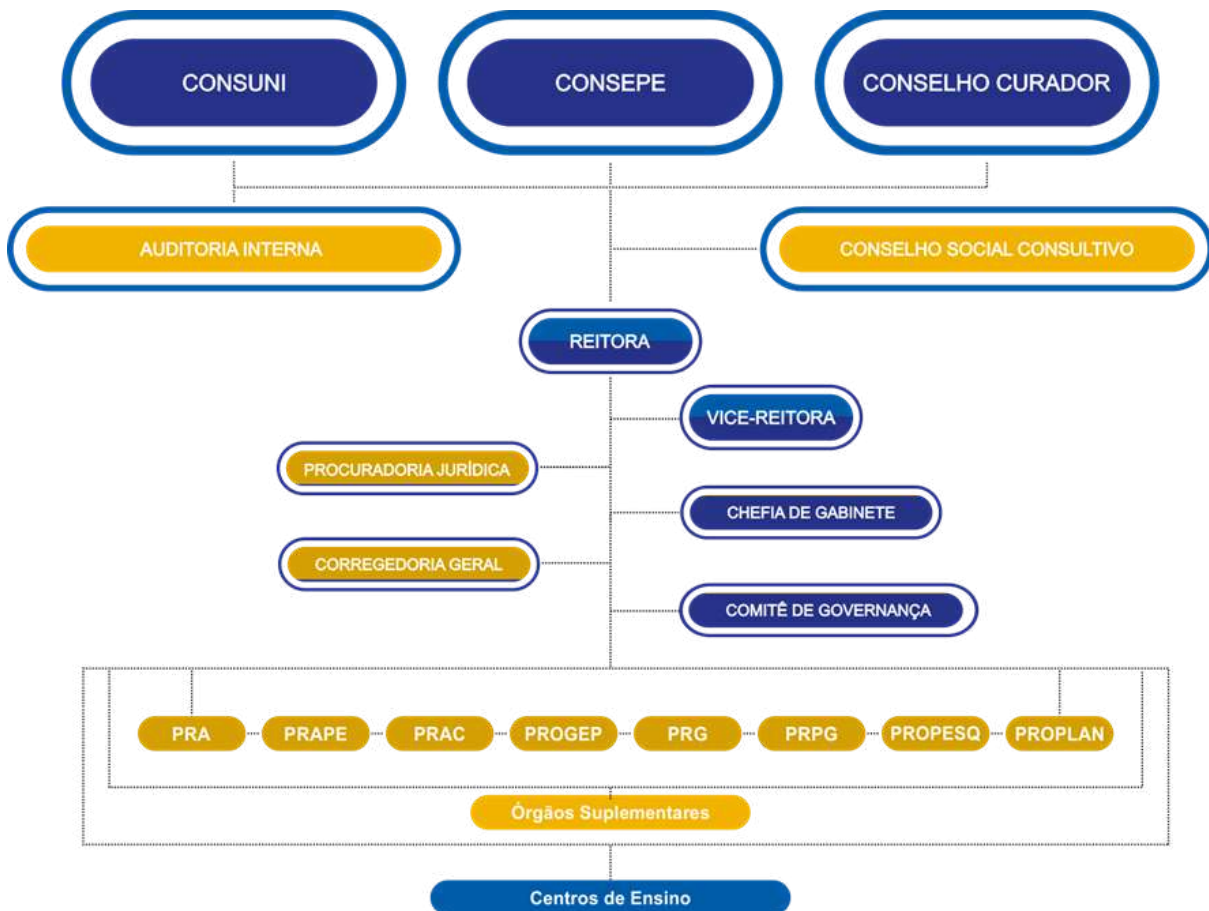 CONSUNI
CONSEPE
CONSELHO CURADOR
AUDITORIA INTERNA
CONSELHO SOCIAL CONSULTIVO
REITORA
VICE-REITORA
PROCURADORIA JURÍDICA
CHEFIA DE GABINETE
CORREGEDORIA GERAL
COMITÊ DE GOVERNANÇA
PRA
PRAPE
PRAC
PROGEP
PRG
PRPG
PROPESQ
PROPLAN
Órgãos Suplementares
Centros de Ensino